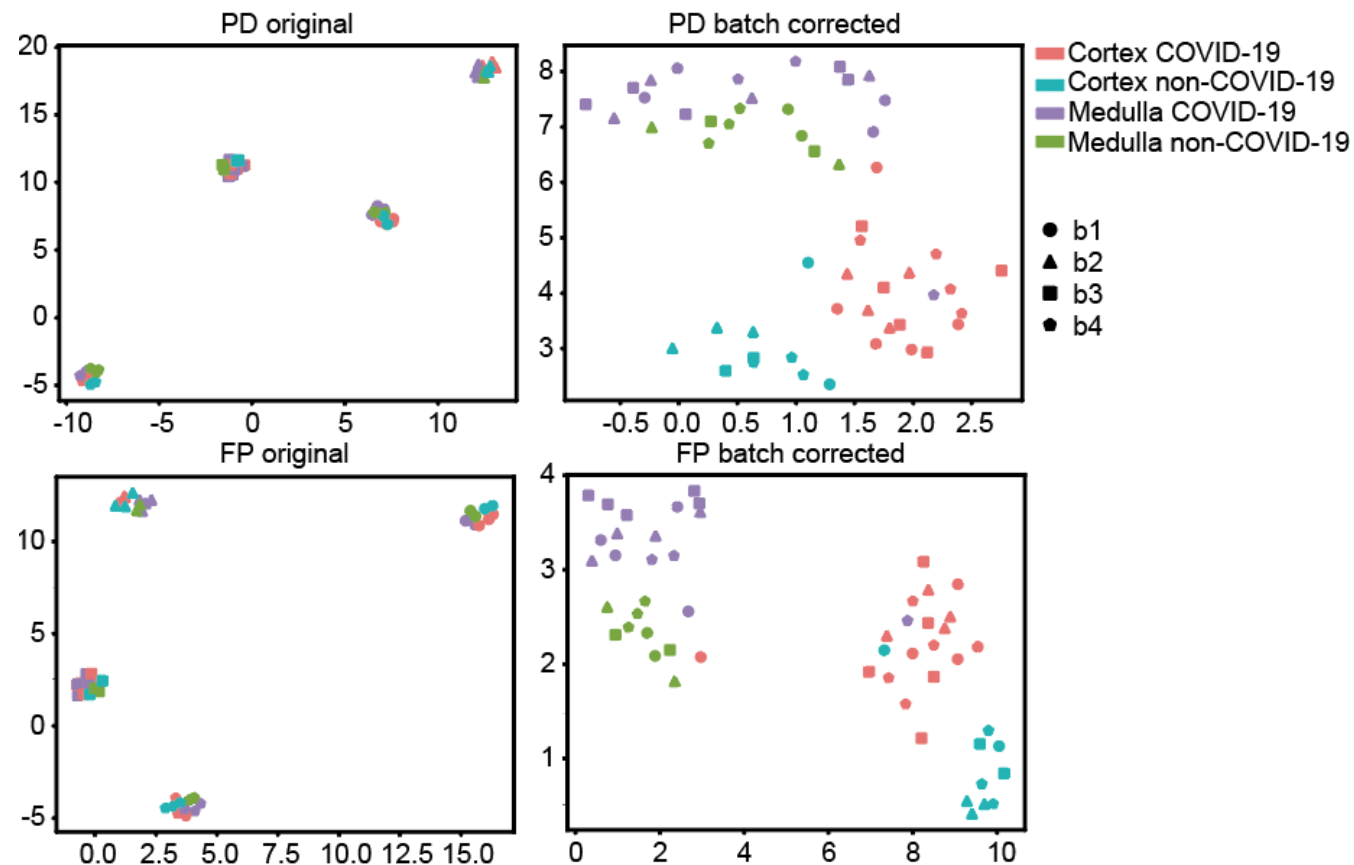 PD original
PD batch corrected
20
15
10
5
0
-5
-10 -5 0 5 10
8
7
6
5
4
3
-0.5 0.0 0.5 1.0 1.5 2.0 2.5
Cortex COVID-19
Cortex non-COVID-19
Medulla COVID-19
Medulla non-COVID-19
b1
b2
b3
b4
FP original
FP batch corrected
10
5
0
-5
0.0 2.5 5.0 7.5 10.0 12.5 15.0
4
3
2
1
0 2 4 6 8 10